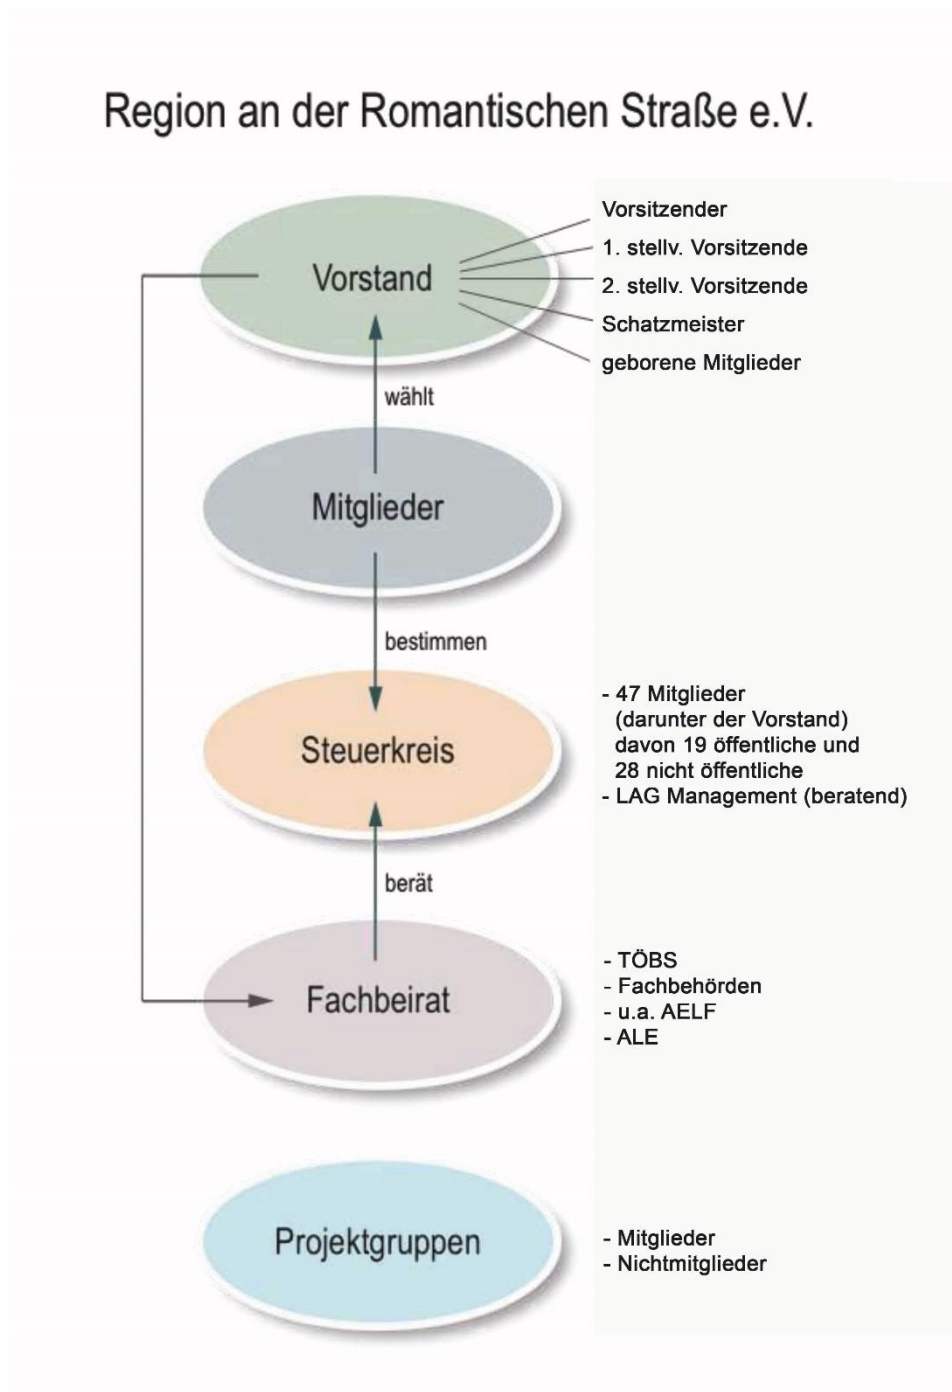 Region an der Romantischen Straße e.V.
Vorstand
Vorsitzender
1. stellv. Vorsitzende
2. stellv. Vorsitzende
Schatzmeister
geborene Mitglieder
wählt
Mitglieder
bestimmen
Steuerkreis
- 47 Mitglieder
(darunter der Vorstand)
davon 19 öffentliche und
28 nicht öffentliche
- LAG Management (beratend)
berät
Fachbeirat
- TÖBS
- Fachbehörden
- u.a. AELF
- ALE
Projektgruppen
- Mitglieder
- Nichtmitglieder